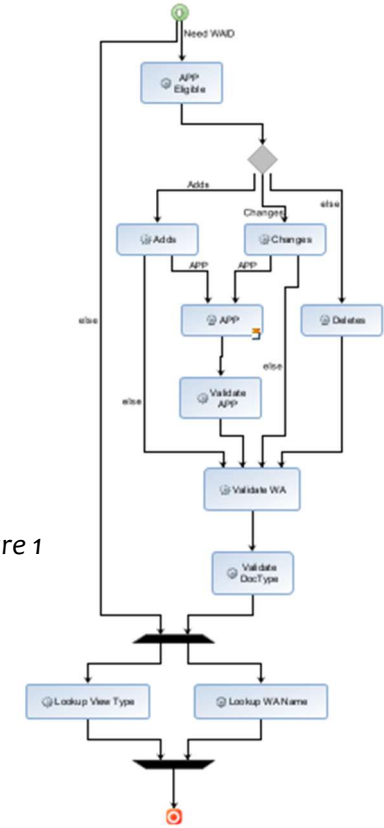 Need WAID
APP
Eligible
Adds
Changes
else
Adds
Changes
APP
APP
else
APP
Deletes
else
Validate
APP
else
Validate WA
re 1
Validate
DocType
Lookup View Type
Lookup WA Name